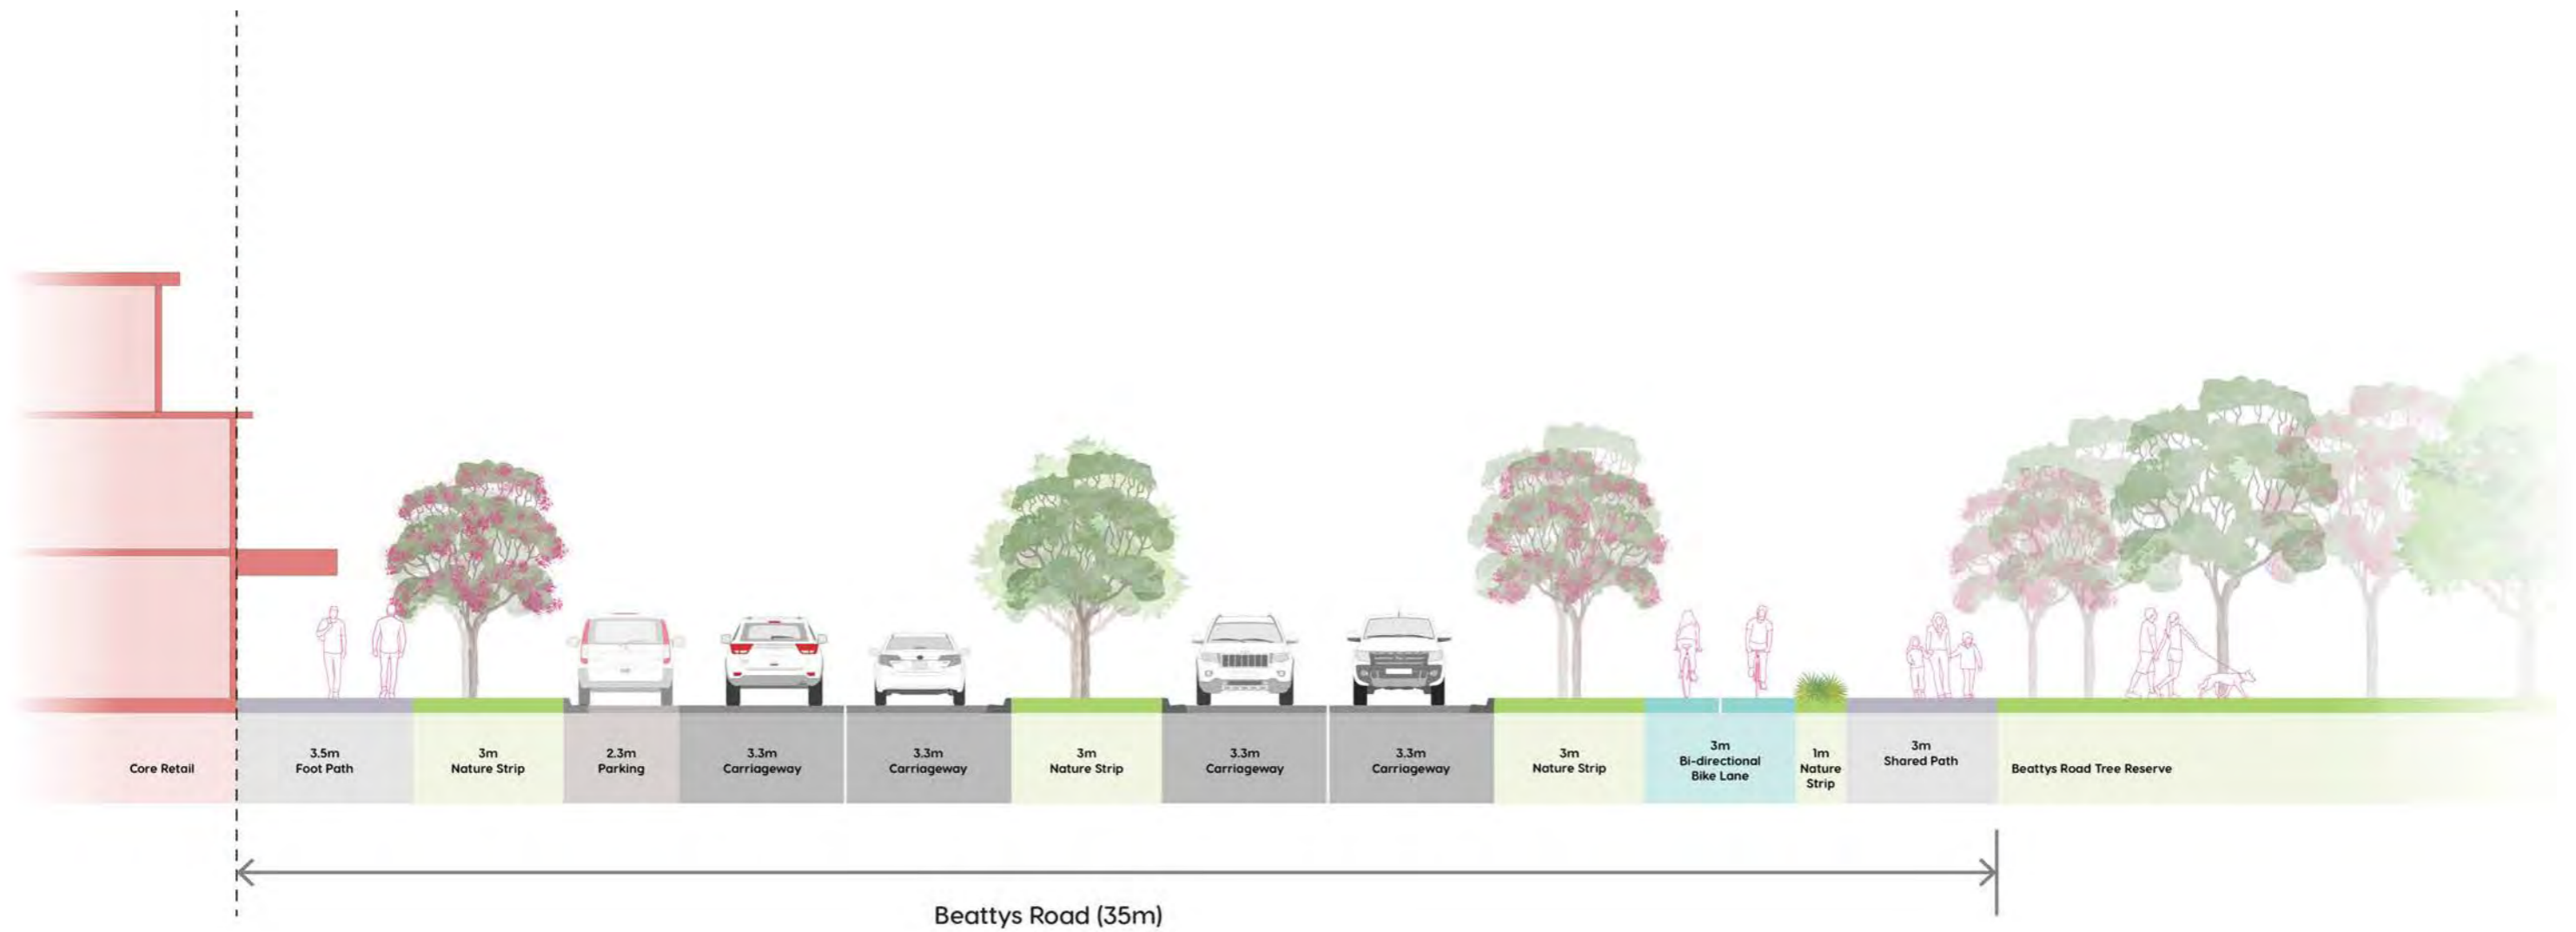 Core Retail
3.5m
Foot Path
3m
Nature Strip
2.3m
Parking
3.3m
Carriageway
3.3m
Carriageway
3m
Nature Strip
3.3m
Carriageway
3.3m
Carriageway
3m
Nature Strip
3m
Bi-directional
Bike Lane
1m
Nature
Strip
3m
Shared Path
Beattys Road Tree Reserve
Beattys Road (35m)